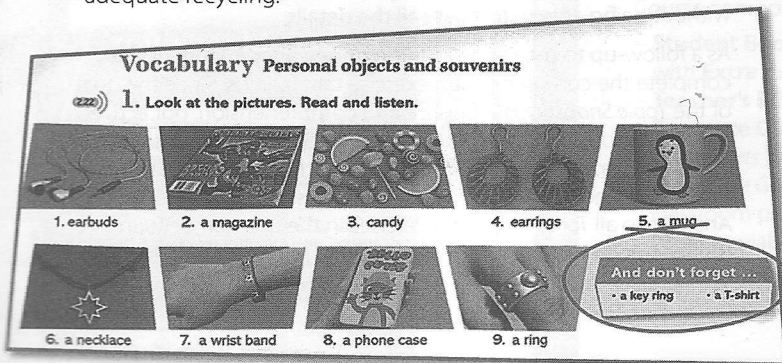 adequate recycling.
Vocabulary Personal objects and souvenirs
1. Look at the pictures. Read and listen.
1. earbuds
2. a magazine
3. candy
4. earrings
5. a mug
6. a necklace
7. a wrist band
8. a phone case
9. a ring
And don't forget ...
• a key ring • a T-shirt